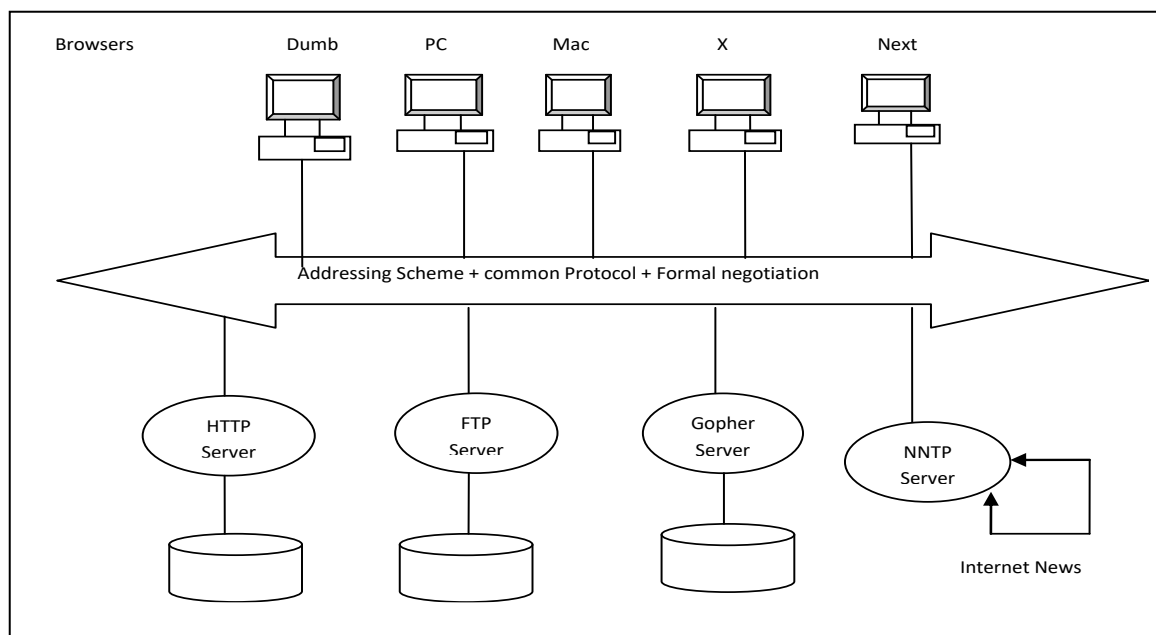 Browsers Dumb PC Mac X Next
Addressing Scheme + common Protocol + Formal negotiation
HTTP
Server
FTP
Server
Gopher
Server
NNTP
Server
Internet News